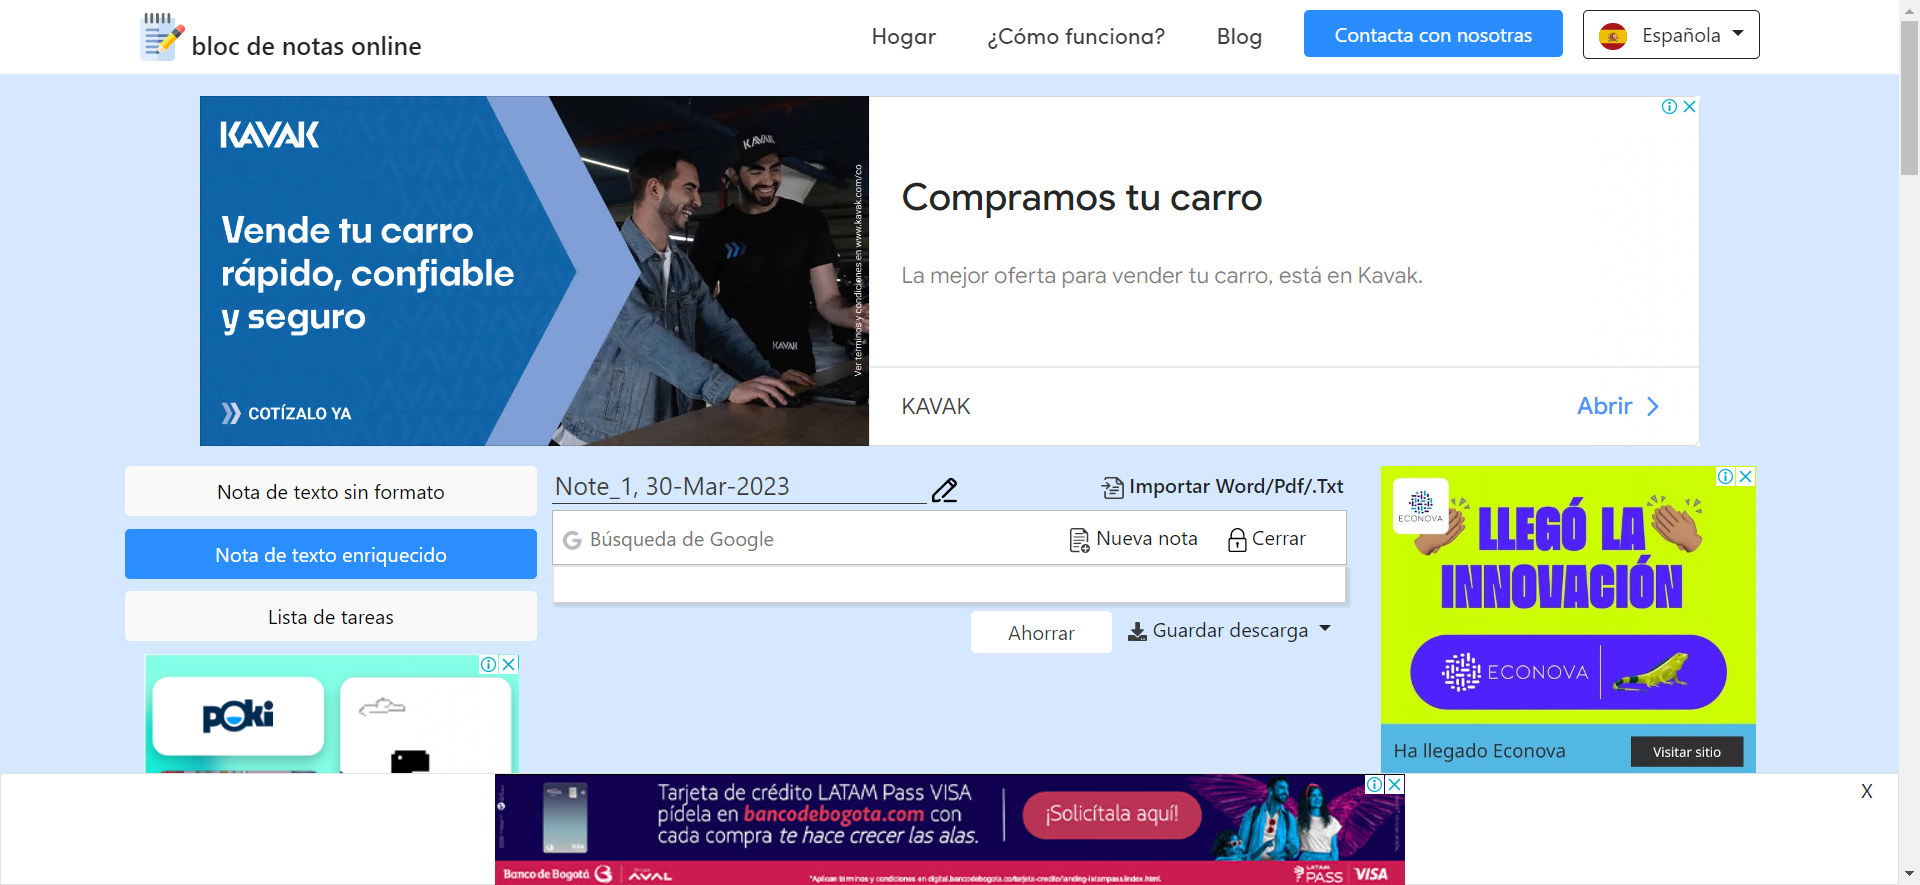 bloc de notas online
Hogar
¿Cómo funciona?
Blog
Contacta con nosotras
Española
KAVAK
Vende tu carro
rápido, confiable
y seguro
COTÍZALO YA
KAVAK
KAVAK
Ver terminos y condiciones en www.kavak.com/co
Compramos tu carro
La mejor oferta para vender tu carro, está en Kavak.
KAVAK
Abrir
Nota de texto sin formato
Nota de texto enriquecido
Lista de tareas
Note_1, 30-Mar-2023
Importar Word/Pdf/.Txt
Búsqueda de Google
Nueva nota
Cerrar
Ahorrar
Guardar descarga
ECONOVA
LLEGÓ LA
INNOVACIÓN
ECONOVA
Ha llegado Econova
Visitar sitio
POKI
Tarjeta de crédito LATAM Pass VISA
pídela en bancodebogota.com con
cada compra te hace crecer las alas.
¡Solicítala aquí!
Banco de Bogotá
AVAL
*Aplican términos y condiciones en digital.bancodebogota.co/tarjeta-credito/landing-latampass/index.html.
LATAM
PASS
VISA
X